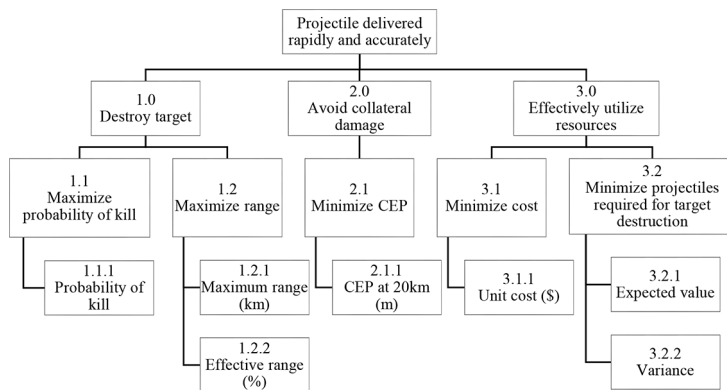 Projectile delivered
rapidly and accurately
1.0
Destroy target
2.0
Avoid collateral
damage
3.0
Effectively utilize
resources
1.1
Maximize
probability of kill
1.2
Maximize range
2.1
Minimize CEP
3.1
Minimize cost
3.2
Minimize projectiles
required for target
destruction
1.1.1
Probability of
kill
1.2.1
Maximum range
(km)
2.1.1
CEP at 20km
(m)
3.1.1
Unit cost ($)
3.2.1
Expected value
1.2.2
Effective range
(%)
3.2.2
Variance